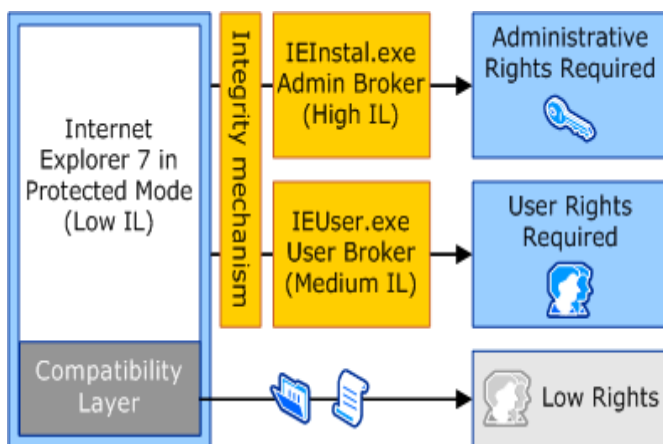 Internet
Explorer 7 in
Protected Mode
(Low IL)
Compatibility
Layer
Integrity mechanism
IEInstal.exe
Admin Broker
(High IL)
Administrative
Rights Required
IEUser.exe
User Broker
(Medium IL)
User Rights
Required
Low Rights